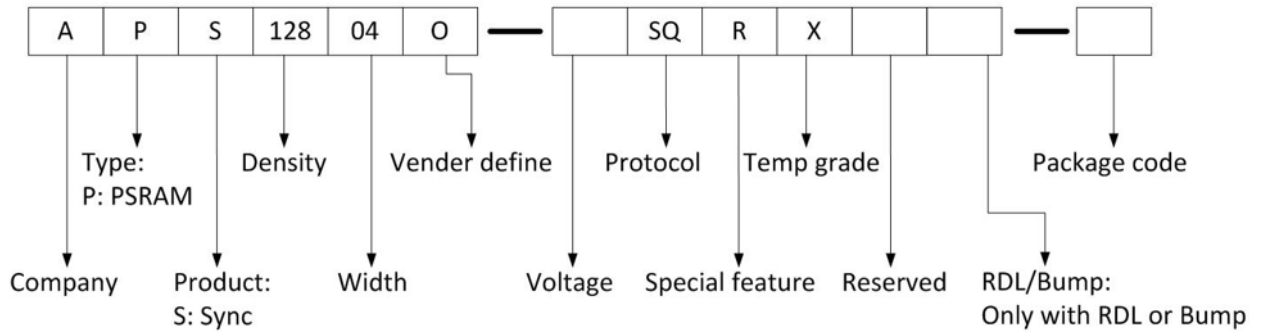 A P S 128 04 O — SQ R X —
Type: Density Vender define Protocol Temp grade Package code
P: PSRAM
Company Product: Width Voltage Special feature Reserved RDL/Bump:
S: Sync Only with RDL or Bump